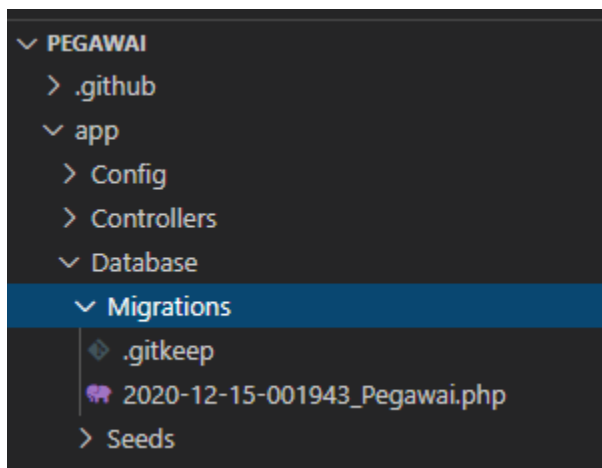 PEGAWAI
.github
app
Config
Controllers
Database
Migrations
.gitkeep
2020-12-15-001943_Pegawai.php
Seeds